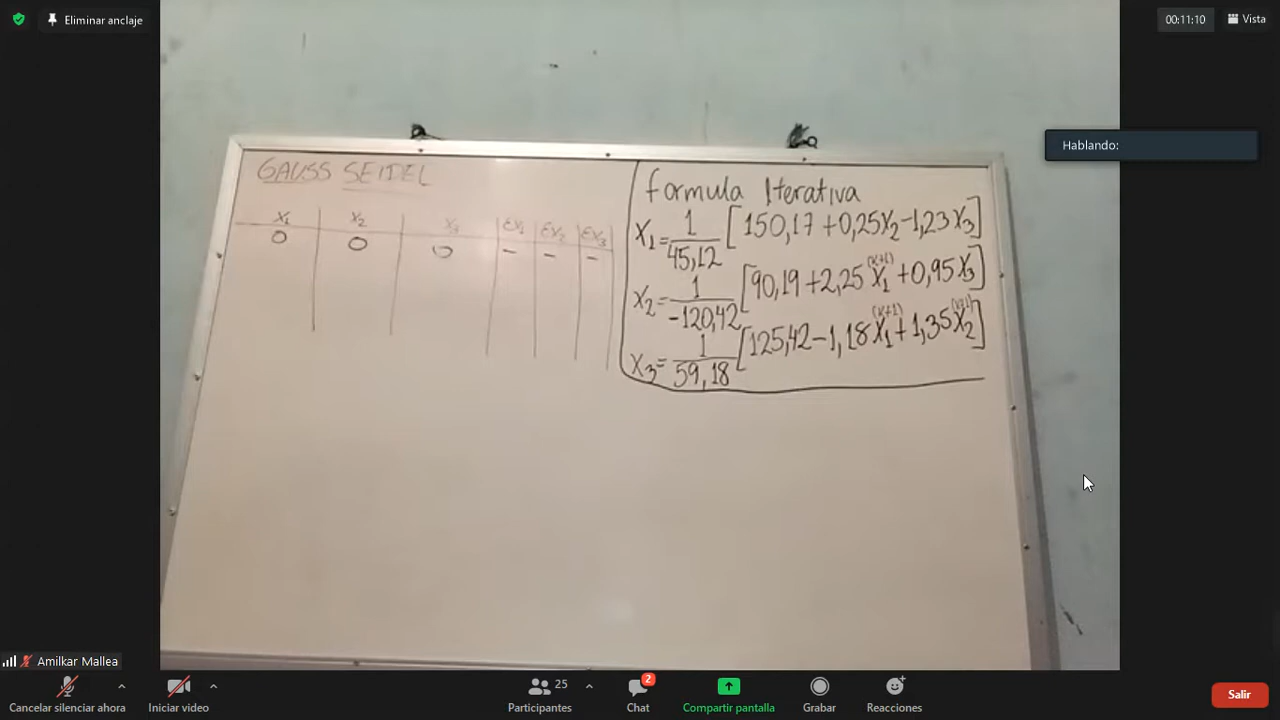 Eliminar anclaje
00:11:10
Vista
Hablando:
GAUSS SEIDEL
X₁ X₂ X₃ εX₁ εX₂ εX₃
0 0 0 - - -
formula Iterativa
X₁= 1/45,12 [150,17 +0,25X₂-1,23X₃]
X₂= 1/-120,42 [90,19+2,25X₁^(k+1)+0,95X₃]
X₃= 1/59,18 [125,42-1,18X₁^(k+1)+1,35X₂^(k+1)]
Amilkar Mallea
Cancelar silenciar ahora
Iniciar video
25
Participantes
2
Chat
Compartir pantalla
Grabar
Reacciones
Salir